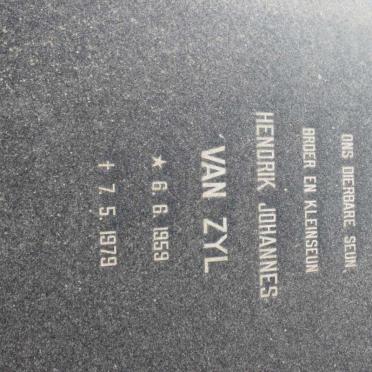 ONS DIERBARE SEUN,
BROER EN KLEINSEUN
HENDRIK JOHANNES
VAN ZYL
★ 6. 6. 1959
† 7. 5. 1979